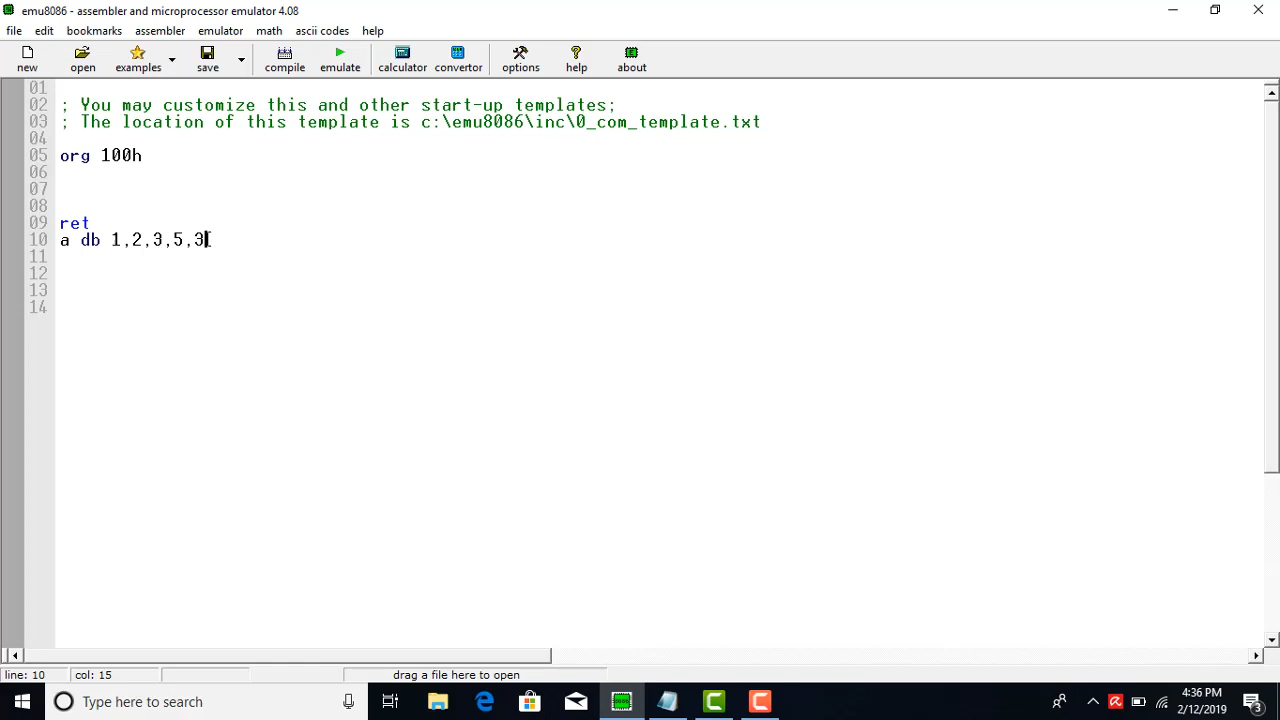 emu8086 - assembler and microprocessor emulator 4.08
file edit bookmarks assembler emulator math ascii codes help
new open examples save compile emulate calculator convertor options help about
01
02 ; You may customize this and other start-up templates;
03 ; The location of this template is c:\emu8086\inc\0_com_template.txt
04
05 org 100h
06
07
08
09 ret
10 a db 1,2,3,5,3
11
12
13
14
line: 10 col: 15 drag a file here to open
Type here to search
4:36 PM
2/12/2019
3